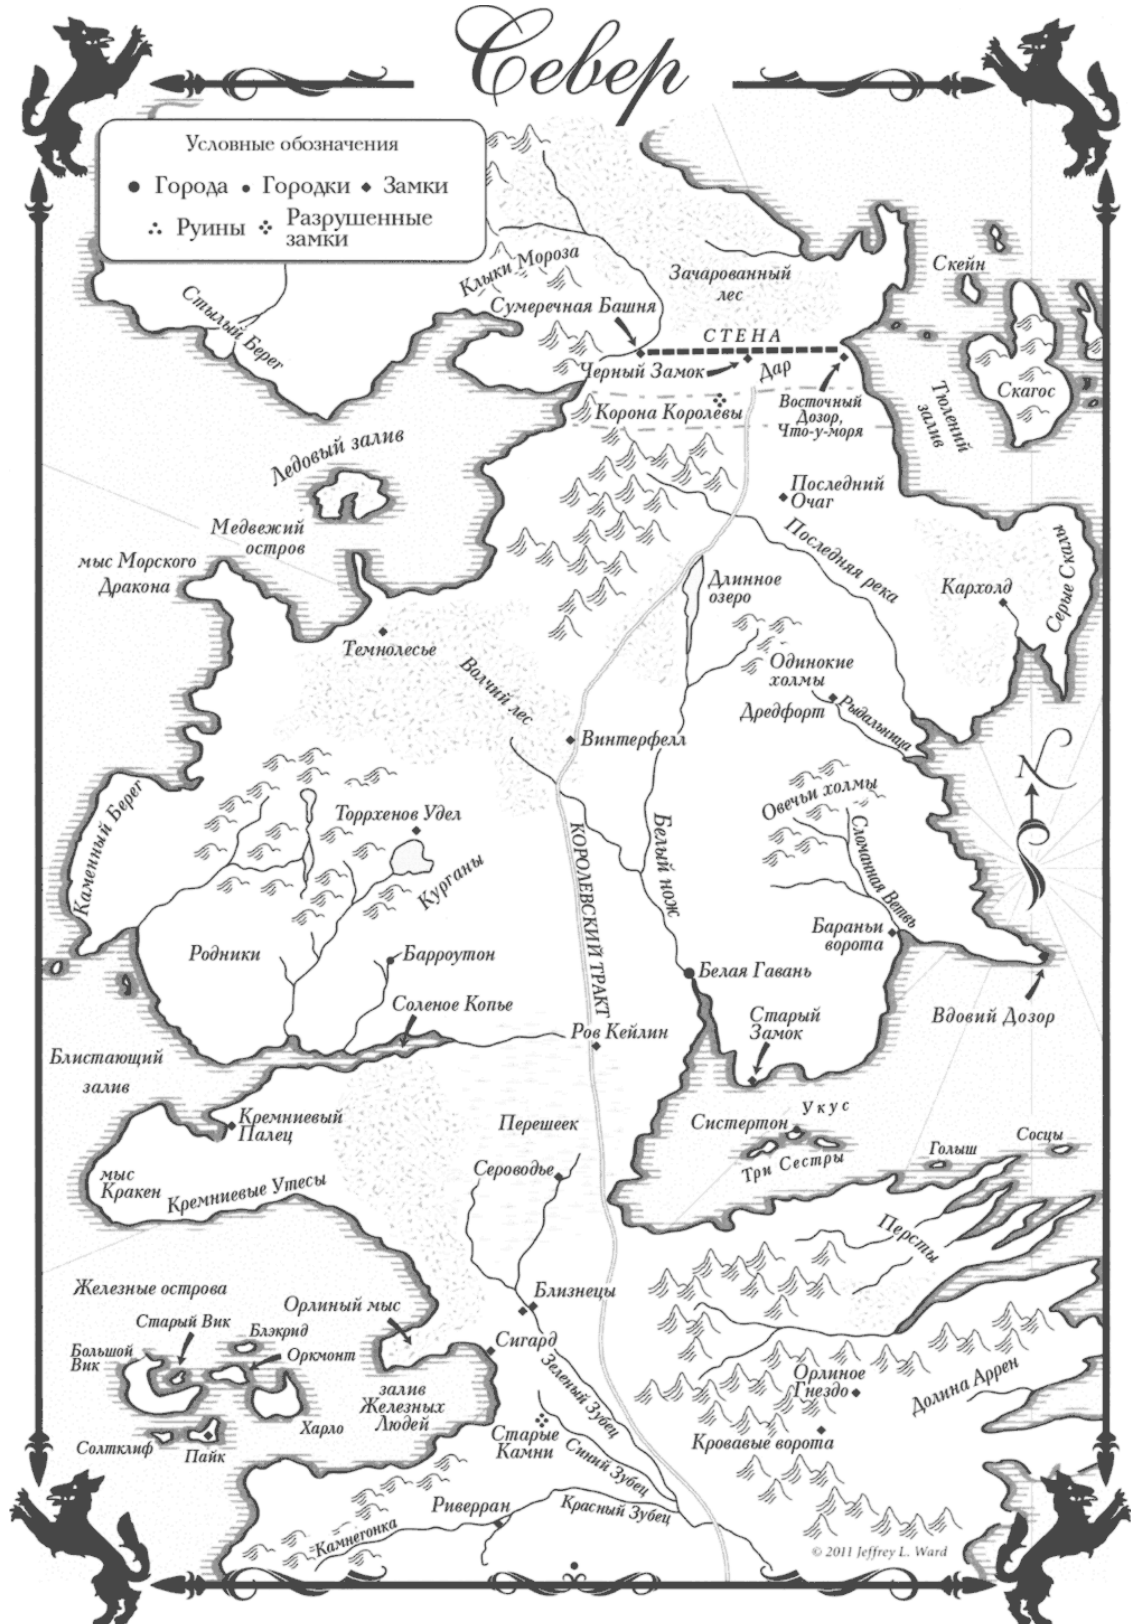 Север
Условные обозначения
Города Городки Замки
Руины Разрушенные
замки
Клыки Мороза
Зачарованный
лес
Скейн
Сумеречная Башня
Стылый Берег
СТЕНА
Черный Замок
Дар
Корона Королевы
Восточный
Дозор,
Что-у-моря
Тюлений
залив
Скагос
Ледовый залив
Последний
Очаг
Медвежий
остров
мыс Морского
Дракона
Последняя река
Длинное
озеро
Кархолд
Серые Скалы
Темнолесье
Волчий лес
Одинокие
холмы
Дредфорт
Рыдальница
Винтерфелл
N
Каменный Берег
Торрхенов Удел
Курганы
КОРОЛЕВСКИЙ ТРАКТ
Белый нож
Овечьи холмы
Сломанная Ветвь
Бараньи
ворота
Родники
Барроутон
Белая Гавань
Соленое Копье
Старый
Замок
Вдовий Дозор
Ров Кейлин
Блистающий
залив
Кремниевый
Палец
Перешеек
Систертон
Укус
Три Сестры
Голыш
Сосцы
мыс
Кракен
Кремниевые Утесы
Сероводье
Персты
Железные острова
Старый Вик
Большой
Вик
Блэкрид
Оркмонт
Орлиный мыс
Близнецы
Сигард
Зеленый Зубец
залив
Железных
Людей
Харло
Солтклиф
Пайк
Старые
Камни
Синий Зубец
Орлиное
Гнездо
Долина Аррен
Кровавые ворота
Риверран
Красный Зубец
Камнегонка
© 2011 Jeffrey L. Ward